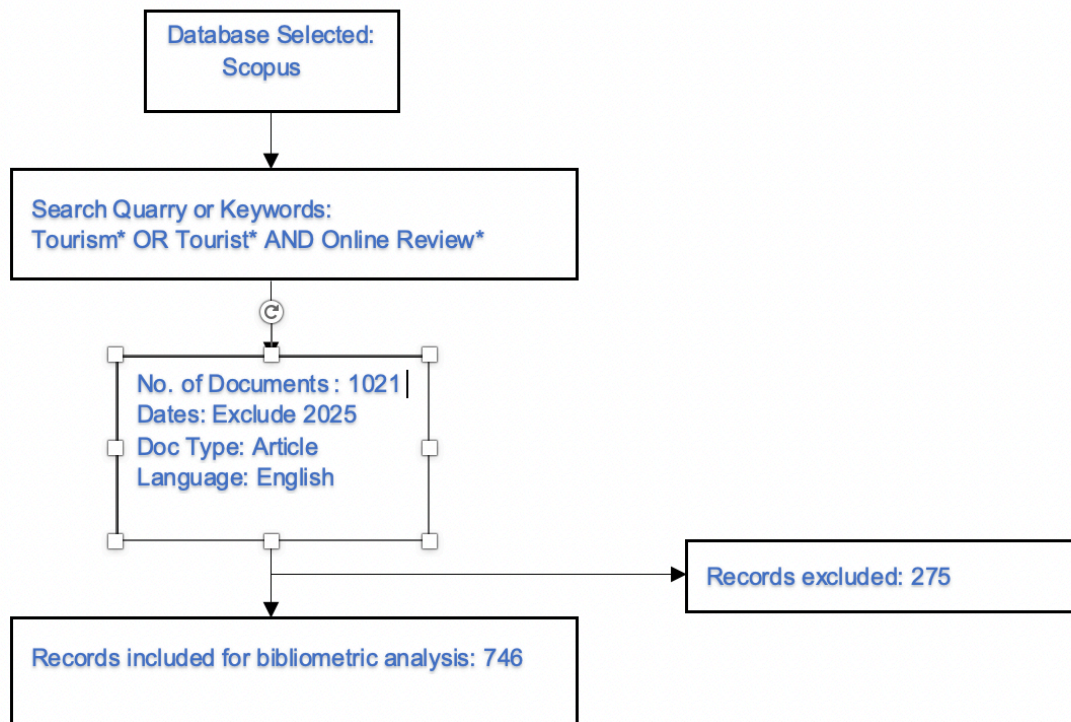 Database Selected:
Scopus
Search Quarry or Keywords:
Tourism* OR Tourist* AND Online Review*
No. of Documents : 1021
Dates: Exclude 2025
Doc Type: Article
Language: English
Records excluded: 275
Records included for bibliometric analysis: 746